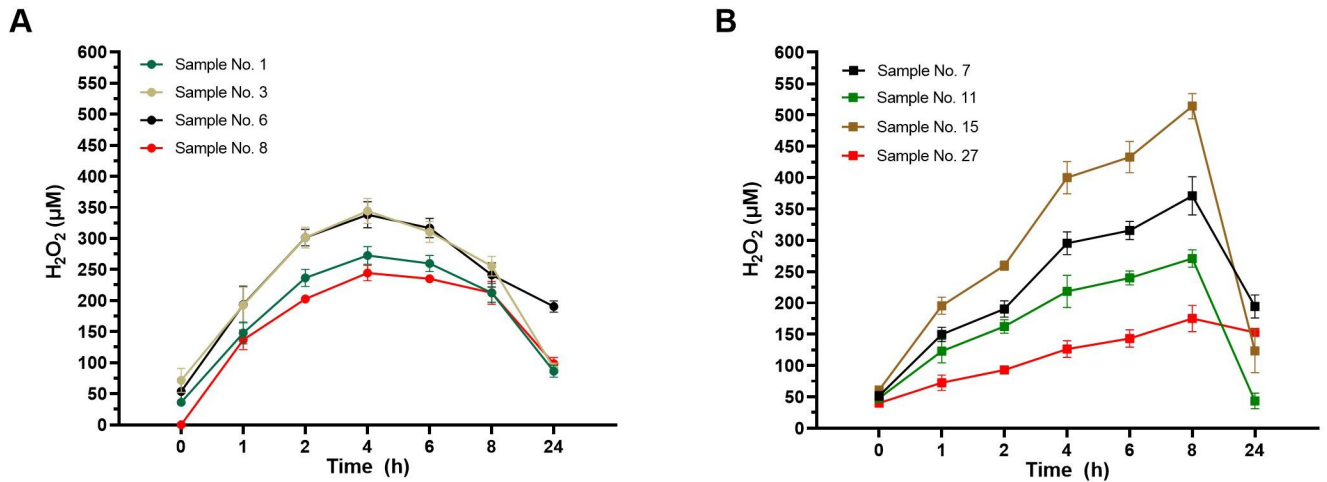 A
600
550
500
450
400
350
300
250
200
150
100
50
0
H₂O₂ (µM)
Sample No. 1
Sample No. 3
Sample No. 6
Sample No. 8
0 1 2 4 6 8 24
Time (h)
B
600
550
500
450
400
350
300
250
200
150
100
50
0
H₂O₂ (µM)
Sample No. 7
Sample No. 11
Sample No. 15
Sample No. 27
0 1 2 4 6 8 24
Time (h)